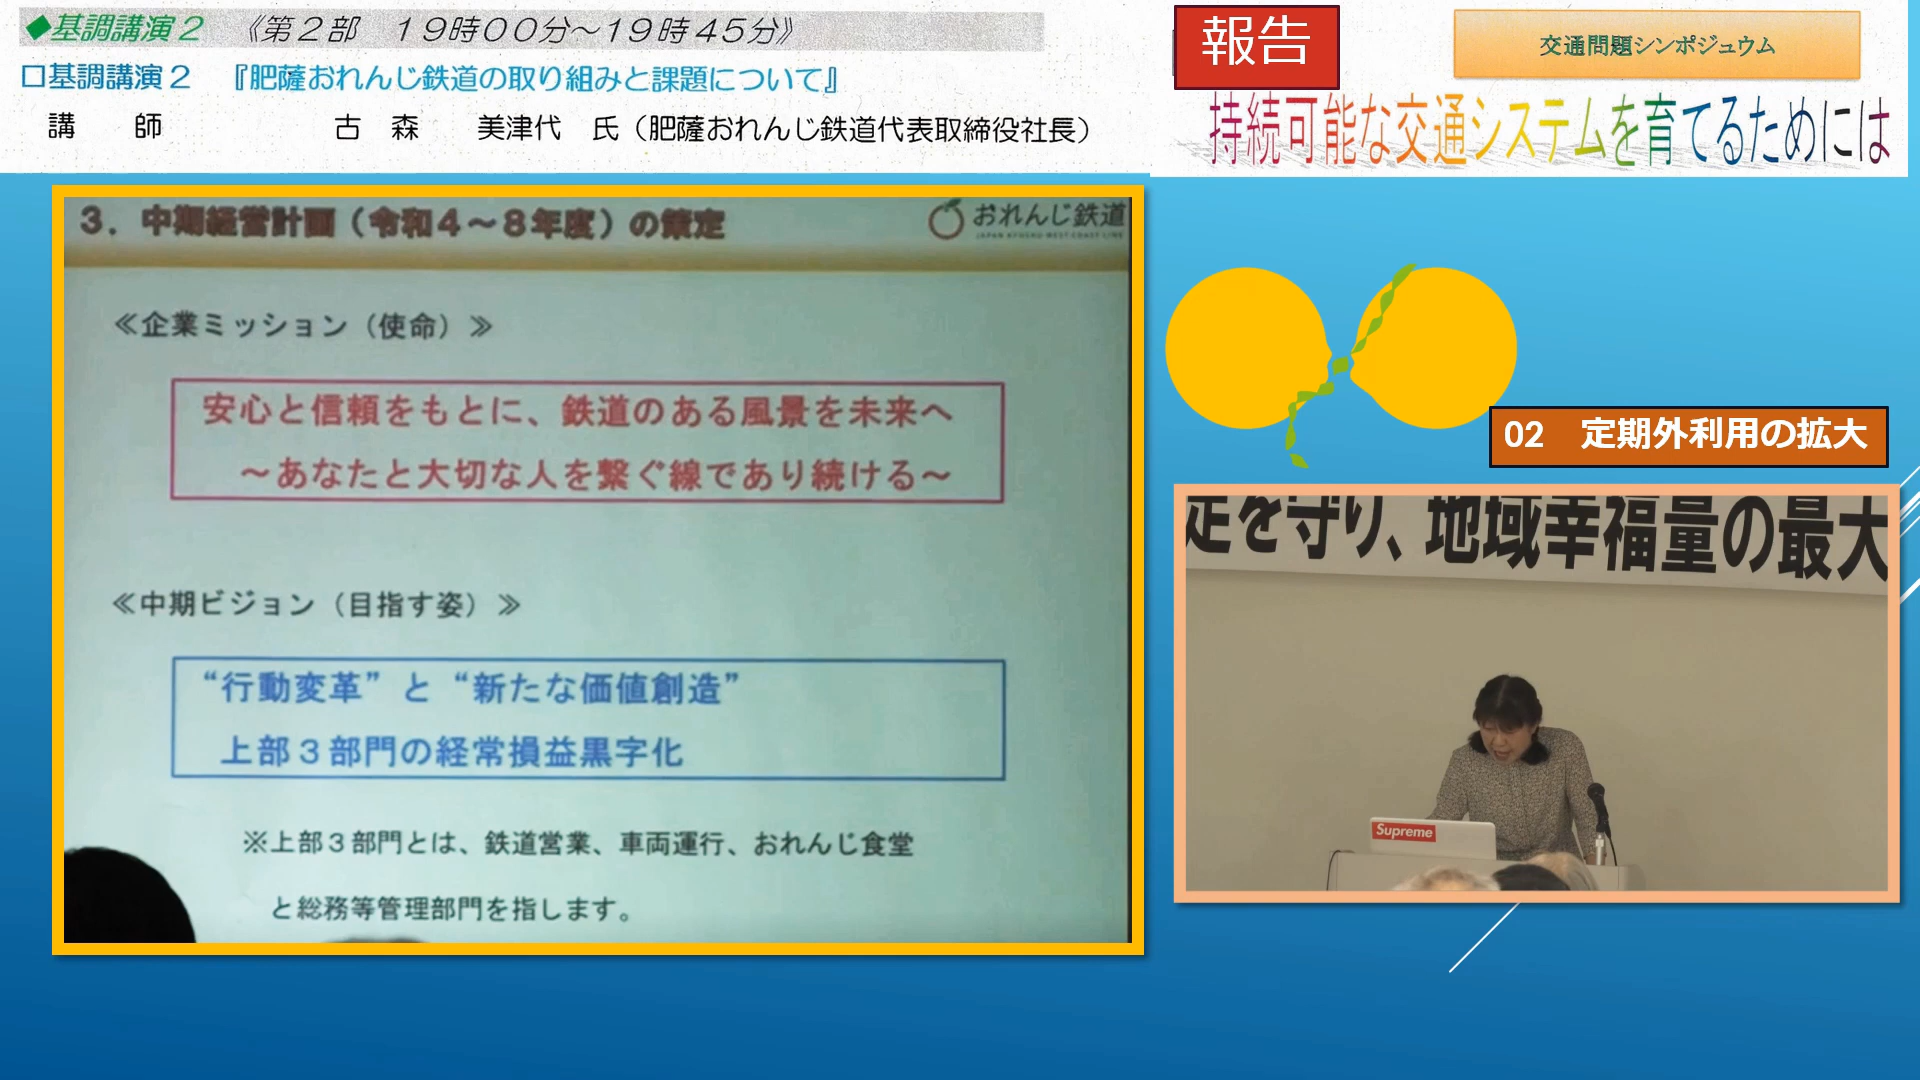 ◆基調講演２　《第２部　１９時００分～１９時４５分》
□基調講演２　『肥薩おれんじ鉄道の取り組みと課題について』
講　師　古　森　美津代　氏（肥薩おれんじ鉄道代表取締役社長）
報告
交通問題シンポジュウム
持続可能な交通システムを育てるためには
３．中期経営計画（令和４～８年度）の策定
おれんじ鉄道
≪企業ミッション（使命）≫
安心と信頼をもとに、鉄道のある風景を未来へ
～あなたと大切な人を繋ぐ線であり続ける～
≪中期ビジョン（目指す姿）≫
“行動変革”と“新たな価値創造”
上部３部門の経常損益黒字化
※上部３部門とは、鉄道営業、車両運行、おれんじ食堂
と総務等管理部門を指します。
02　定期外利用の拡大
足を守り、地域幸福量の最大
Supreme